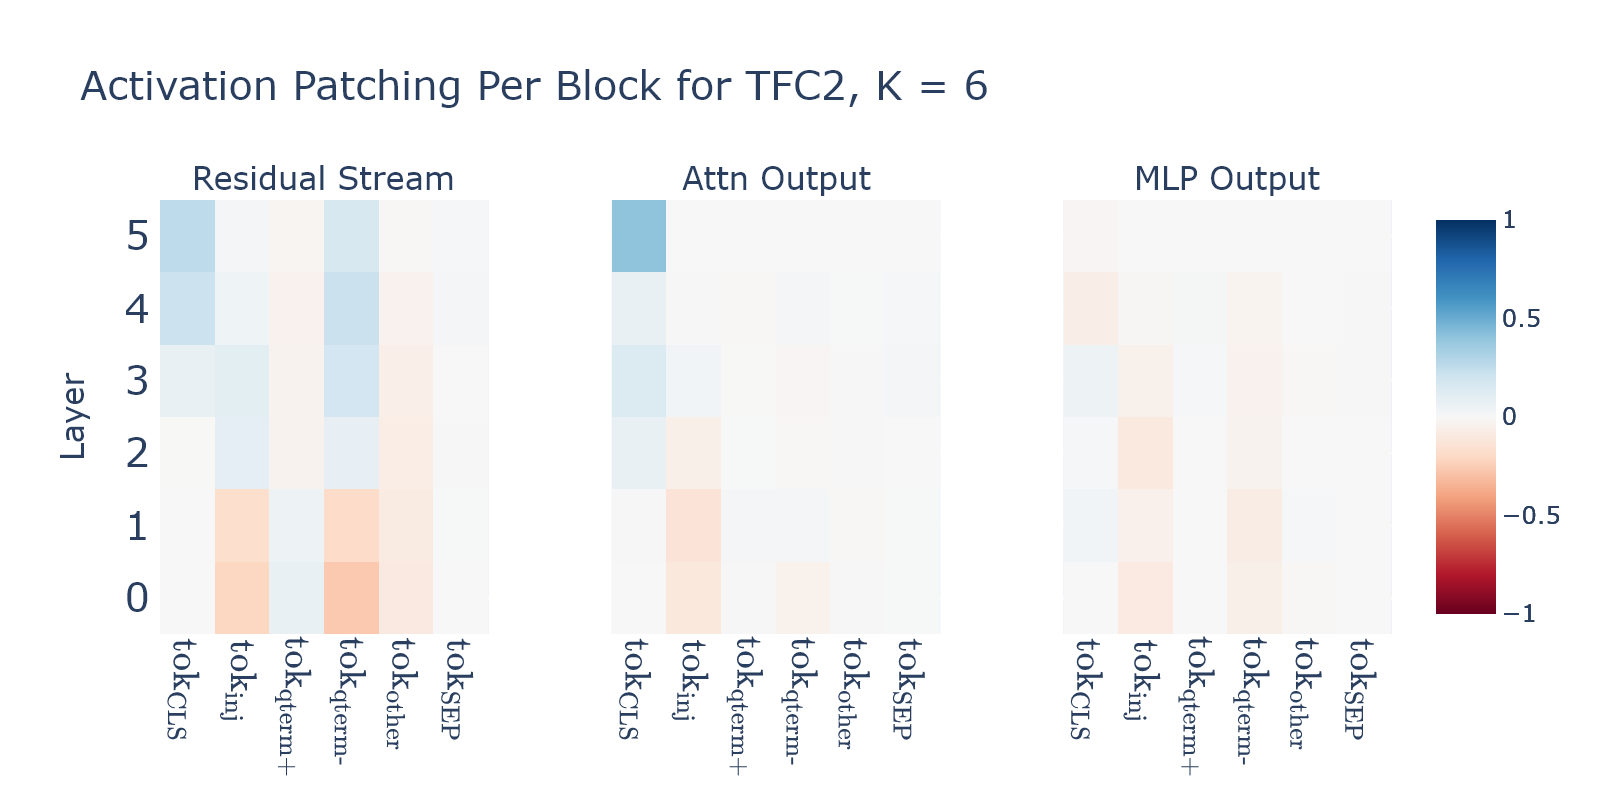 Activation Patching Per Block for TFC2, K = 6
Residual Stream
Attn Output
MLP Output
Layer
5
4
3
2
1
0
tokCLS
tokinj
tokqterm+
tokqterm-
tokother
tokSEP
tokCLS
tokinj
tokqterm+
tokqterm-
tokother
tokSEP
tokCLS
tokinj
tokqterm+
tokqterm-
tokother
tokSEP
1
0.5
0
−0.5
−1